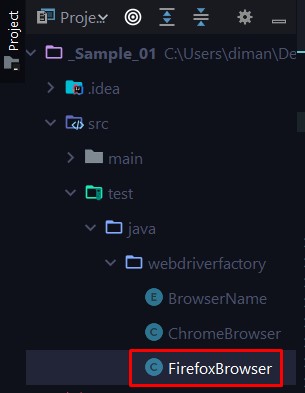 Project
Proje...
_Sample_01 C:\Users\diman\De
.idea
src
main
test
java
webdriverfactory
E BrowserName
C ChromeBrowser
C FirefoxBrowser